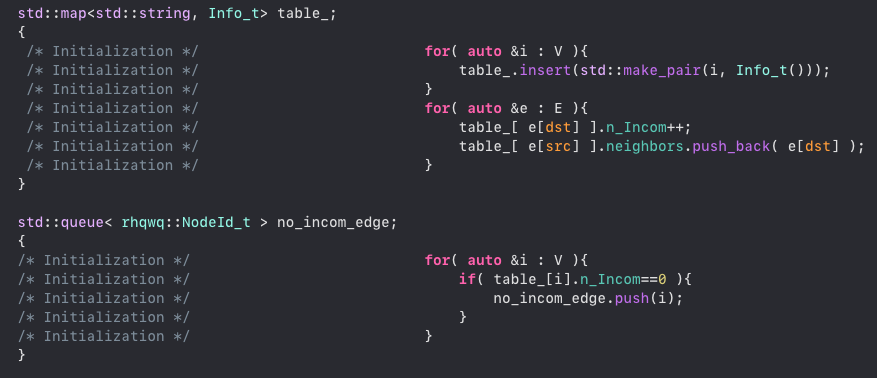 std::map<std::string, Info_t> table_;
{
 /* Initialization */                          for( auto &i : V ){
 /* Initialization */                              table_.insert(std::make_pair(i, Info_t()));
 /* Initialization */                          }
 /* Initialization */                          for( auto &e : E ){
 /* Initialization */                              table_[ e[dst] ].n_Incom++;
 /* Initialization */                              table_[ e[src] ].neighbors.push_back( e[dst] );
 /* Initialization */                          }
}

std::queue< rhqwq::NodeId_t > no_incom_edge;
{
/* Initialization */                           for( auto &i : V ){
/* Initialization */                               if( table_[i].n_Incom==0 ){
/* Initialization */                                   no_incom_edge.push(i);
/* Initialization */                               }
/* Initialization */                           }
}